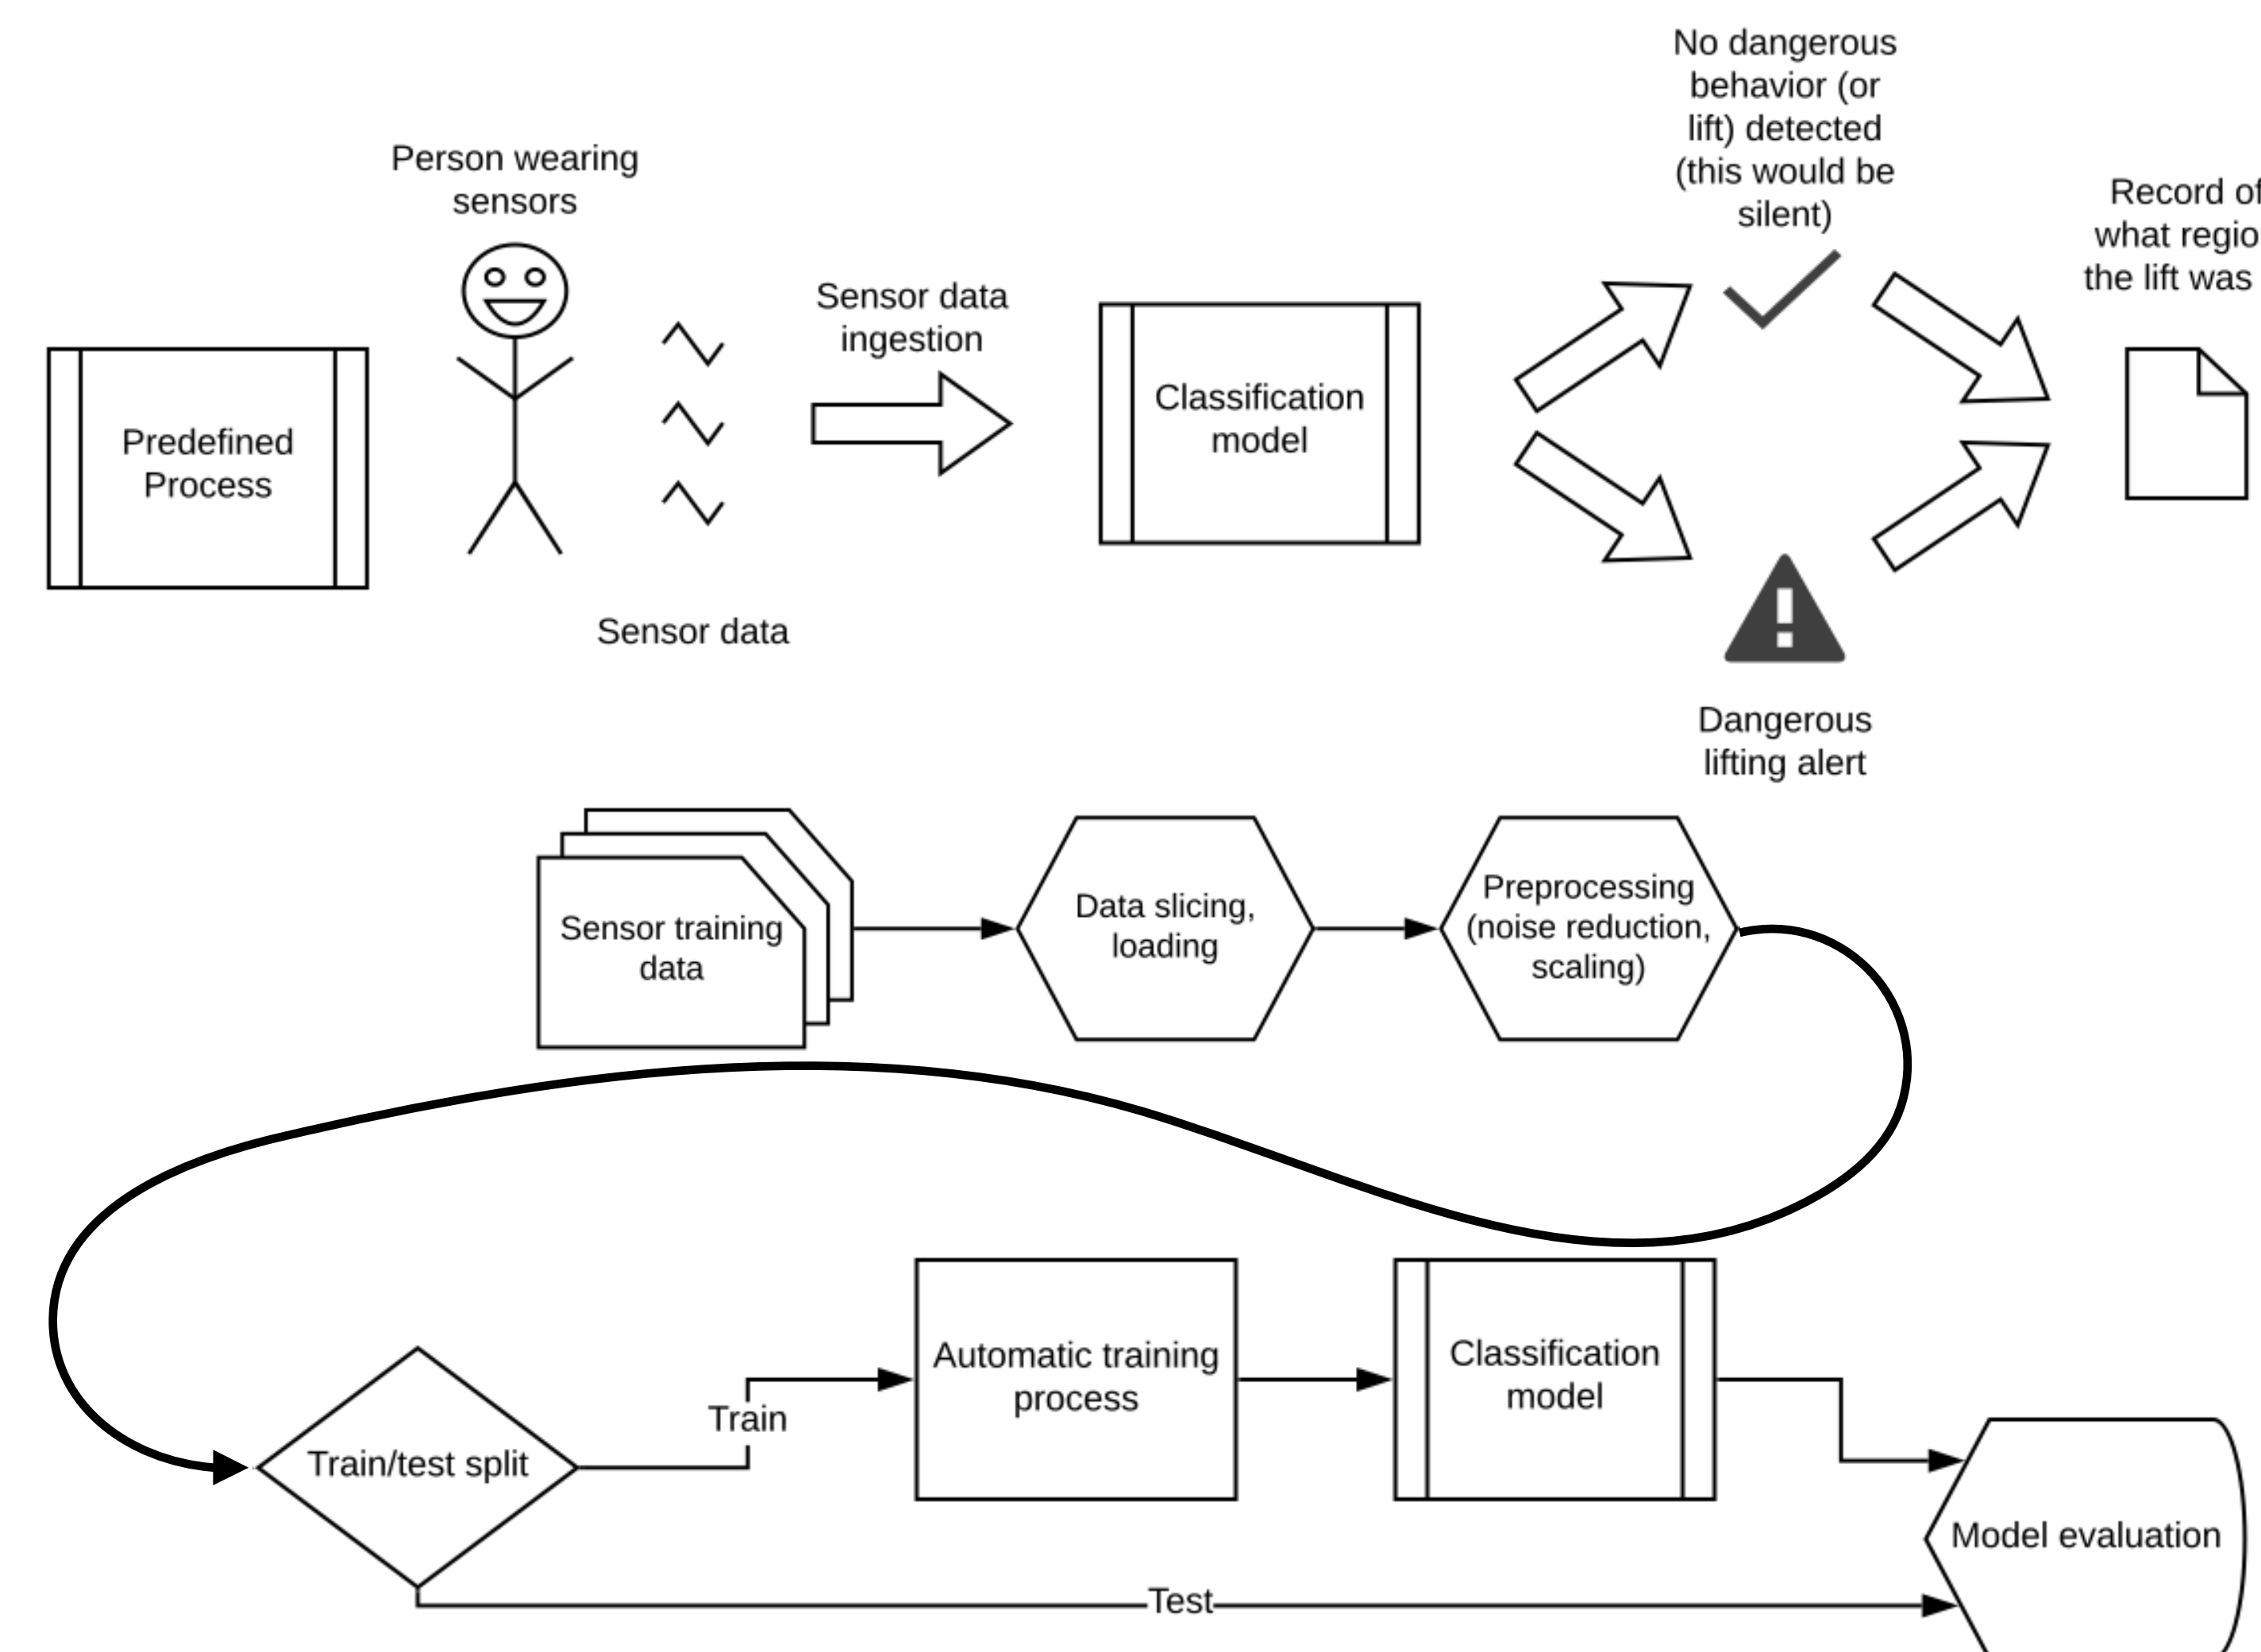 No dangerous
behavior (or
lift) detected
(this would be
silent)
Person wearing
sensors
Record of
what regio
the lift was
Sensor data
ingestion
Classification
model
Predefined
Process
Sensor data
Dangerous
lifting alert
Sensor training
data
Data slicing,
loading
Preprocessing
(noise reduction,
scaling)
Automatic training
process
Classification
model
Train
Train/test split
Model evaluation
Test